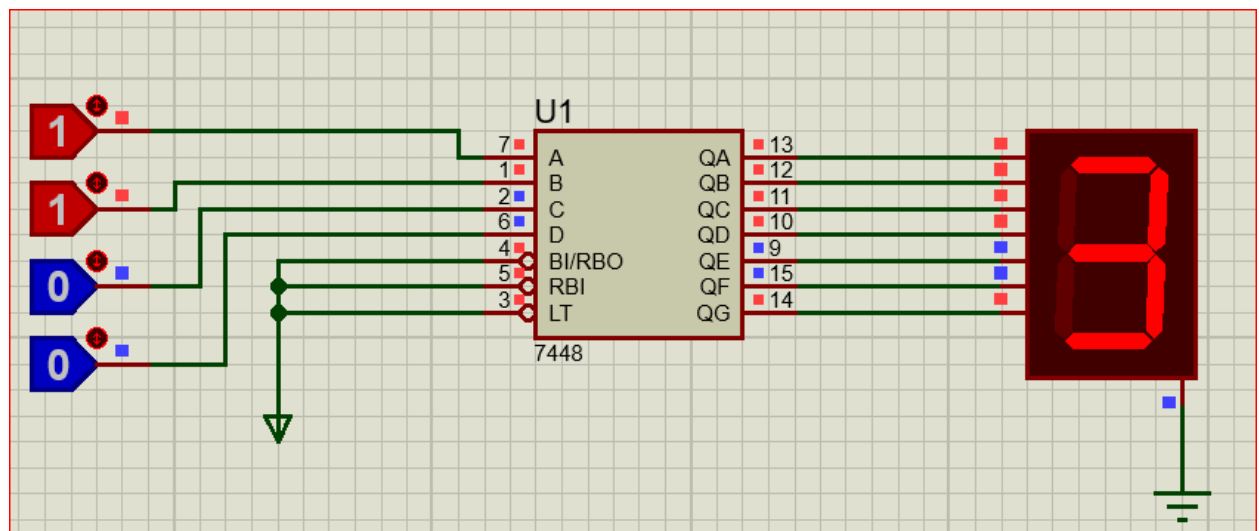 U1
1
1
0
0
7 A QA 13
1 B QB 12
2 C QC 11
6 D QD 10
4 BI/RBO QE 9
5 RBI QF 15
3 LT QG 14
7448
3